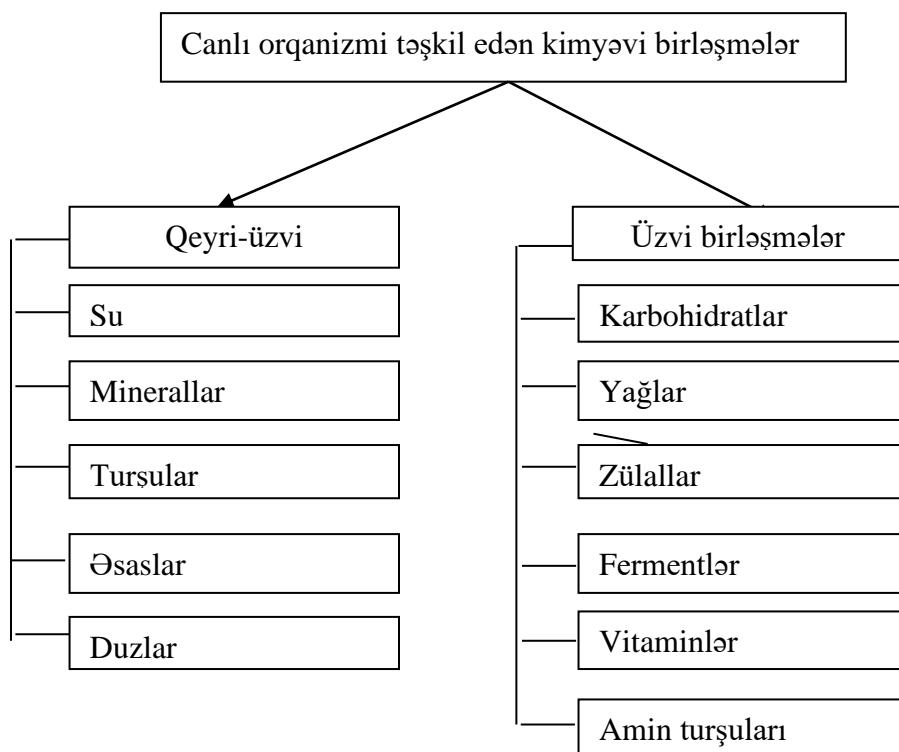 Canlı orqanizmi təşkil edən kimyəvi birləşmələr
Qeyri-üzvi
Su
Minerallar
Turşular
Əsaslar
Duzlar
Üzvi birləşmələr
Karbohidratlar
Yağlar
Zülallar
Fermentlər
Vitaminlər
Amin turşuları